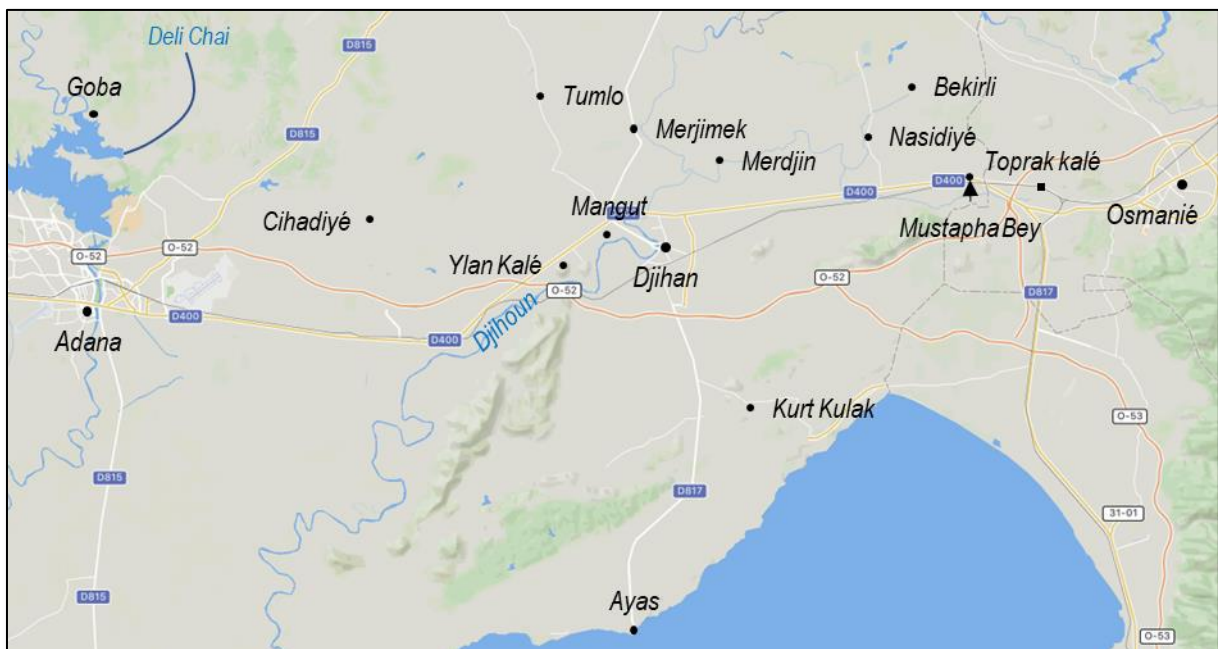 Deli Chai
D815
Goba
Tumlo
Bekirli
D815
Merjimek
Nasidiyé
Merdjin
Toprak kalé
D400
D400
Cihadiyé
Mangut
Osmanié
Mustapha Bey
O-52
O-52
Ylan Kalé
Djihan
O-52
O-52
D817
Djihoun
Adana
D400
D400
Kurt Kulak
O-53
D815
D817
31-01
D815
Ayas
O-53